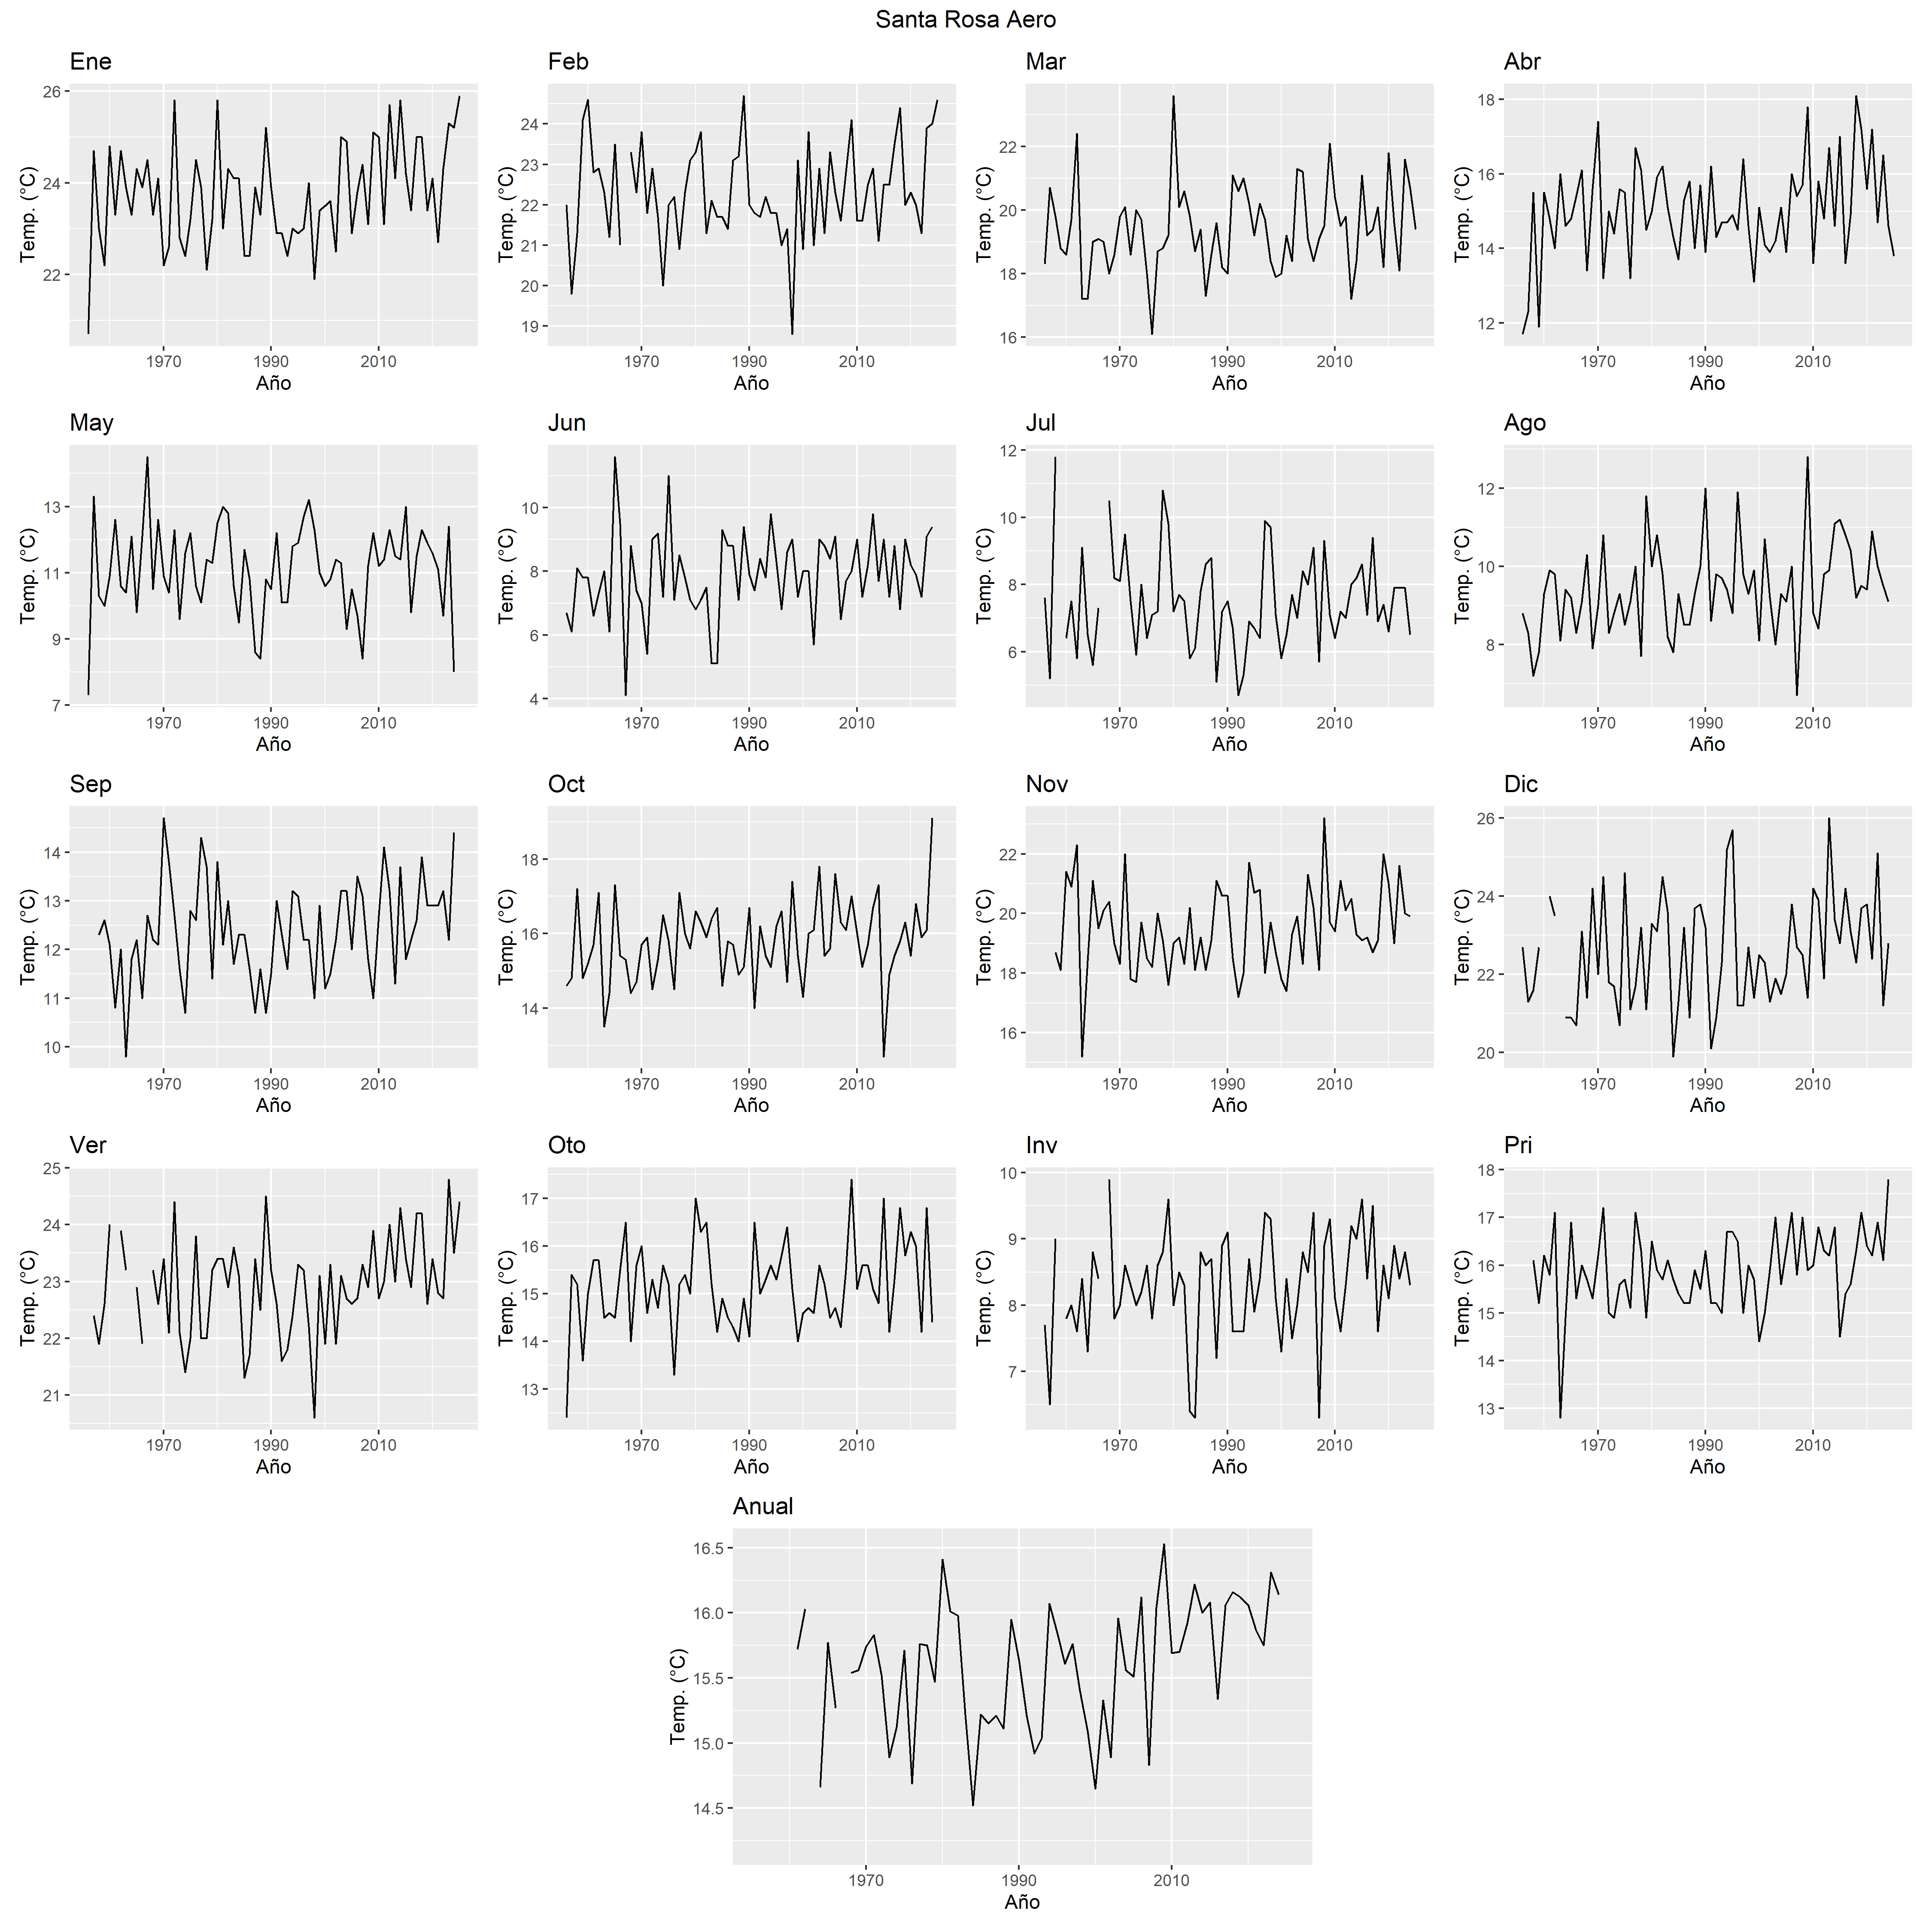 Santa Rosa Aero
Ene
Feb
Mar
Abr
Temp. (°C)
26
24
22
1970
1990
2010
Año
Temp. (°C)
24
23
22
21
20
19
1970
1990
2010
Año
Temp. (°C)
22
20
18
16
1970
1990
2010
Año
Temp. (°C)
18
16
14
12
1970
1990
2010
Año
May
Jun
Jul
Ago
Temp. (°C)
13
11
9
7
1970
1990
2010
Año
Temp. (°C)
10
8
6
4
1970
1990
2010
Año
Temp. (°C)
12
10
8
6
1970
1990
2010
Año
Temp. (°C)
12
10
8
1970
1990
2010
Año
Sep
Oct
Nov
Dic
Temp. (°C)
14
13
12
11
10
1970
1990
2010
Año
Temp. (°C)
18
16
14
1970
1990
2010
Año
Temp. (°C)
22
20
18
16
1970
1990
2010
Año
Temp. (°C)
26
24
22
20
1970
1990
2010
Año
Ver
Oto
Inv
Pri
Temp. (°C)
25
24
23
22
21
1970
1990
2010
Año
Temp. (°C)
17
16
15
14
13
1970
1990
2010
Año
Temp. (°C)
10
9
8
7
1970
1990
2010
Año
Temp. (°C)
18
17
16
15
14
13
1970
1990
2010
Año
Anual
Temp. (°C)
16.5
16.0
15.5
15.0
14.5
1970
1990
2010
Año